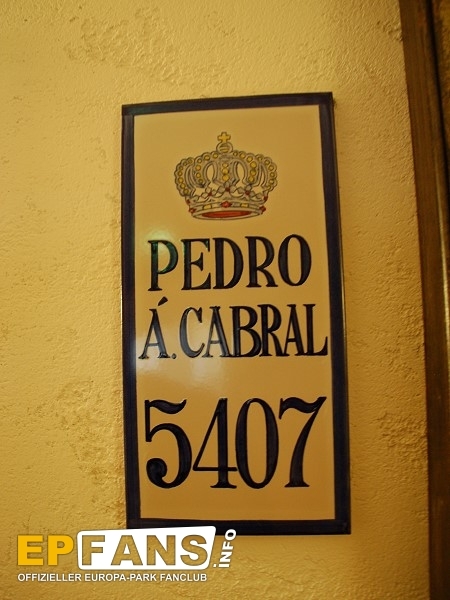 PEDRO
Á. CABRAL
5407
EPFANS.INFO
OFFIZIELLER EUROPA-PARK FANCLUB